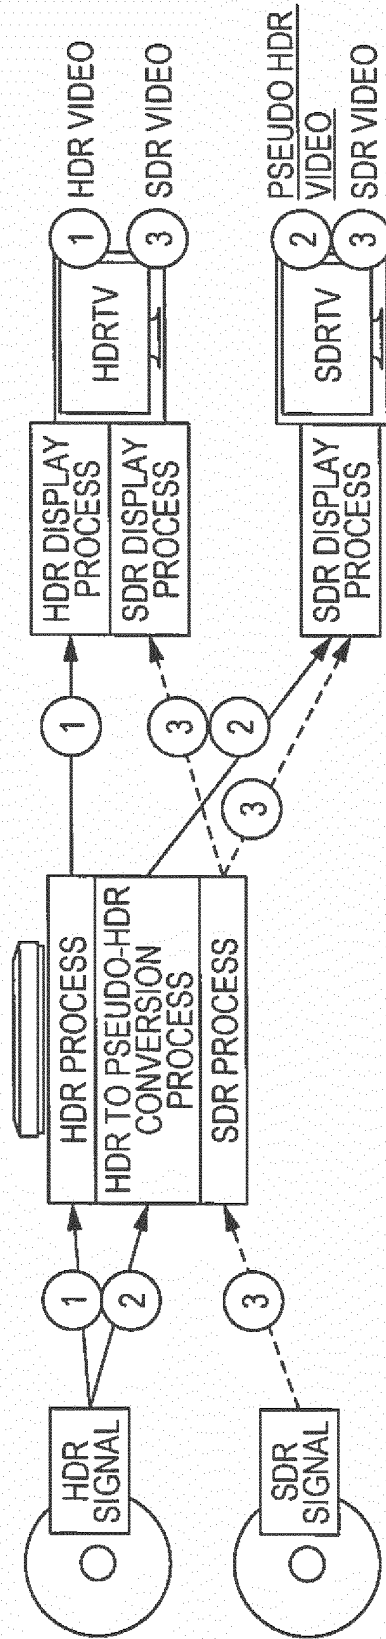 HDR
SIGNAL
SDR
SIGNAL
1
2
3
HDR PROCESS
HDR TO PSEUDO-HDR
CONVERSION
PROCESS
SDR PROCESS
1
3
2
3
HDR DISPLAY
PROCESS
SDR DISPLAY
PROCESS
SDR DISPLAY
PROCESS
HDRTV
SDRTV
1
HDR VIDEO
3
SDR VIDEO
2
PSEUDO HDR
VIDEO
3
SDR VIDEO